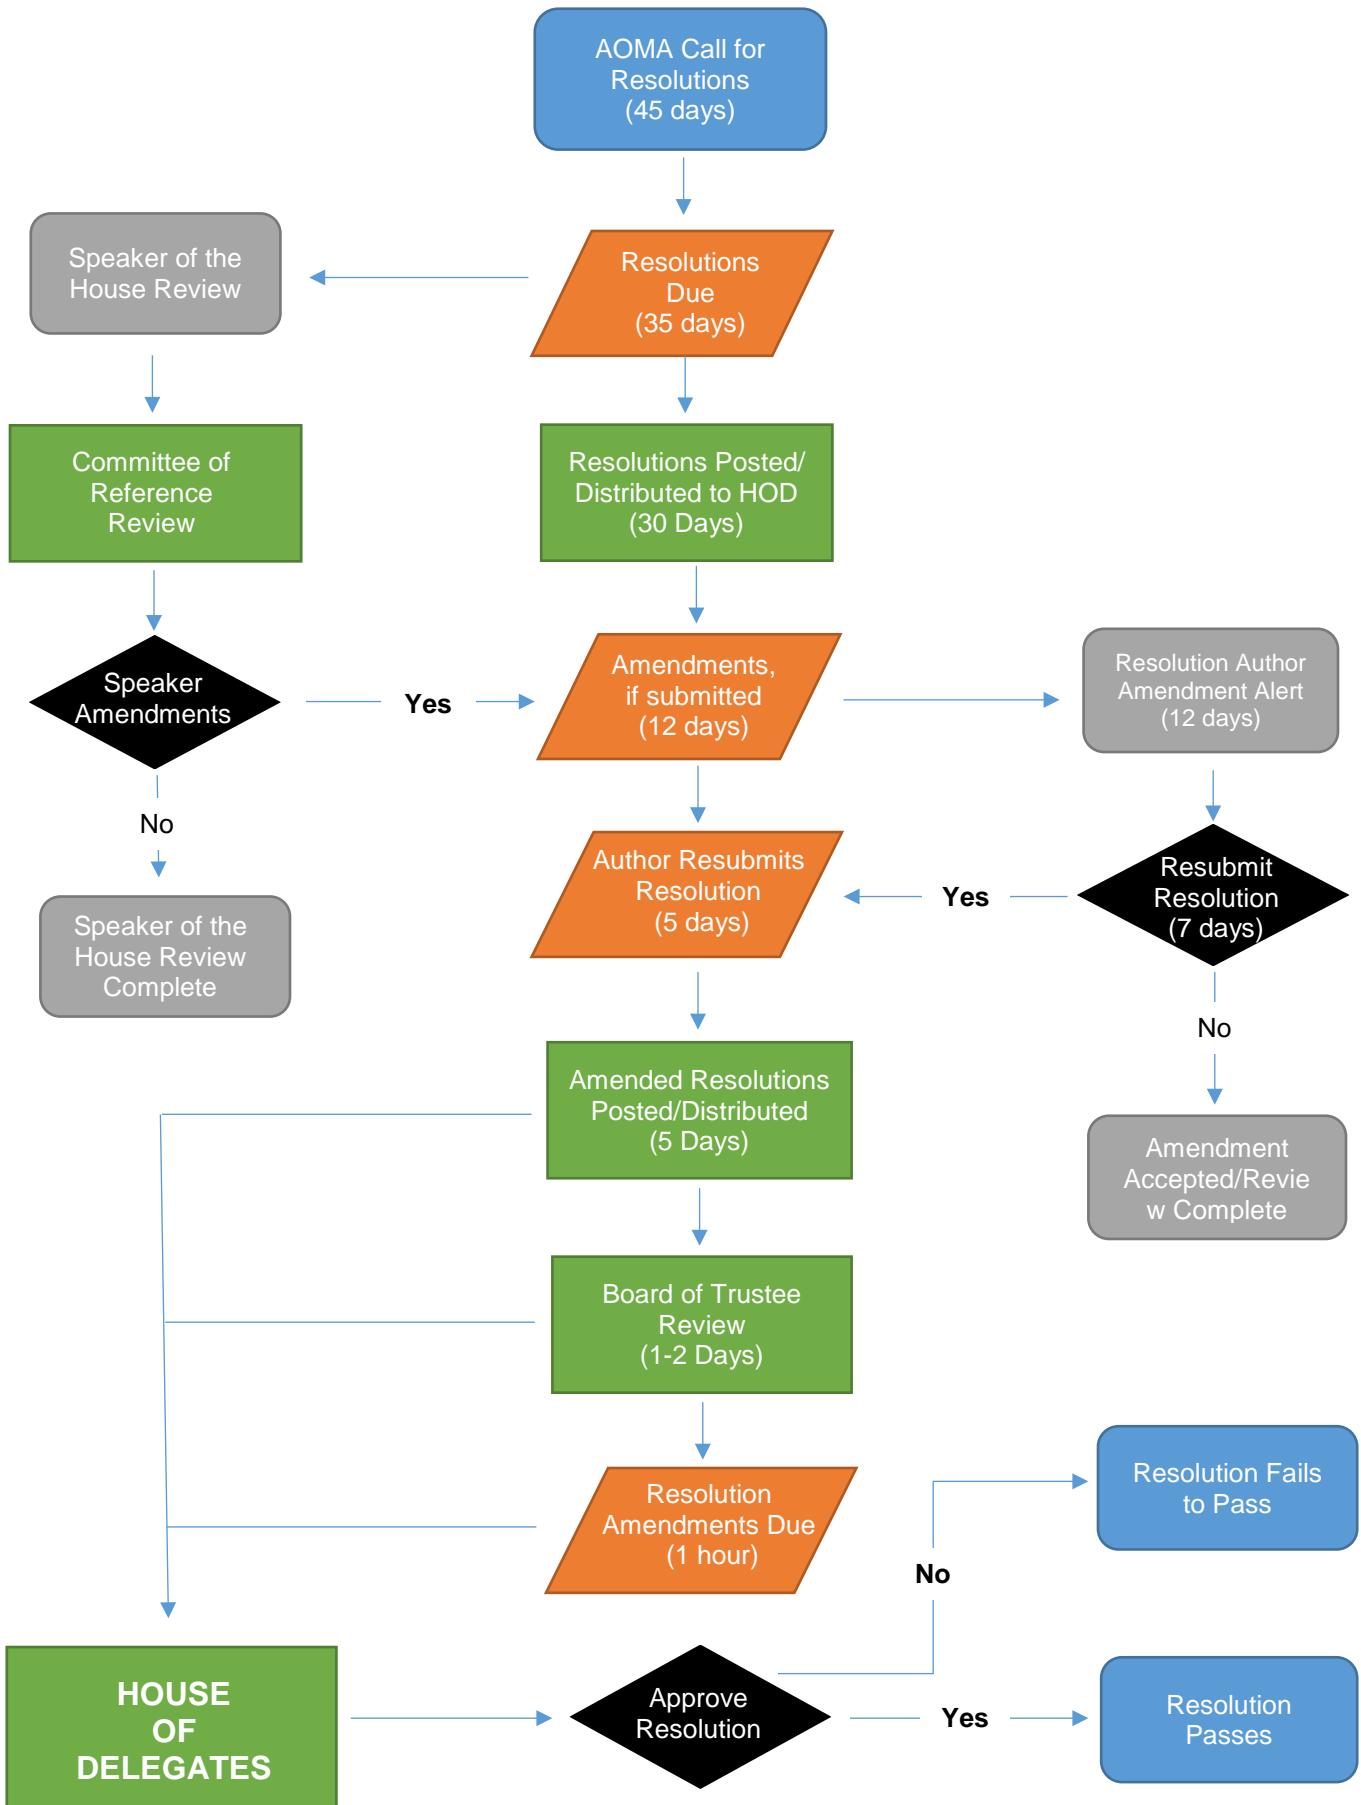 AOMA Call for
Resolutions
(45 days)
Speaker of the
House Review
Resolutions
Due
(35 days)
Committee of
Reference
Review
Resolutions Posted/
Distributed to HOD
(30 Days)
Speaker
Amendments
Yes
Amendments,
if submitted
(12 days)
Resolution Author
Amendment Alert
(12 days)
No
Author Resubmits
Resolution
(5 days)
Yes
Resubmit
Resolution
(7 days)
Speaker of the
House Review
Complete
No
Amended Resolutions
Posted/Distributed
(5 Days)
Amendment
Accepted/Revie
w Complete
Board of Trustee
Review
(1-2 Days)
Resolution
Amendments Due
(1 hour)
Resolution Fails
to Pass
No
HOUSE
OF
DELEGATES
Approve
Resolution
Yes
Resolution
Passes